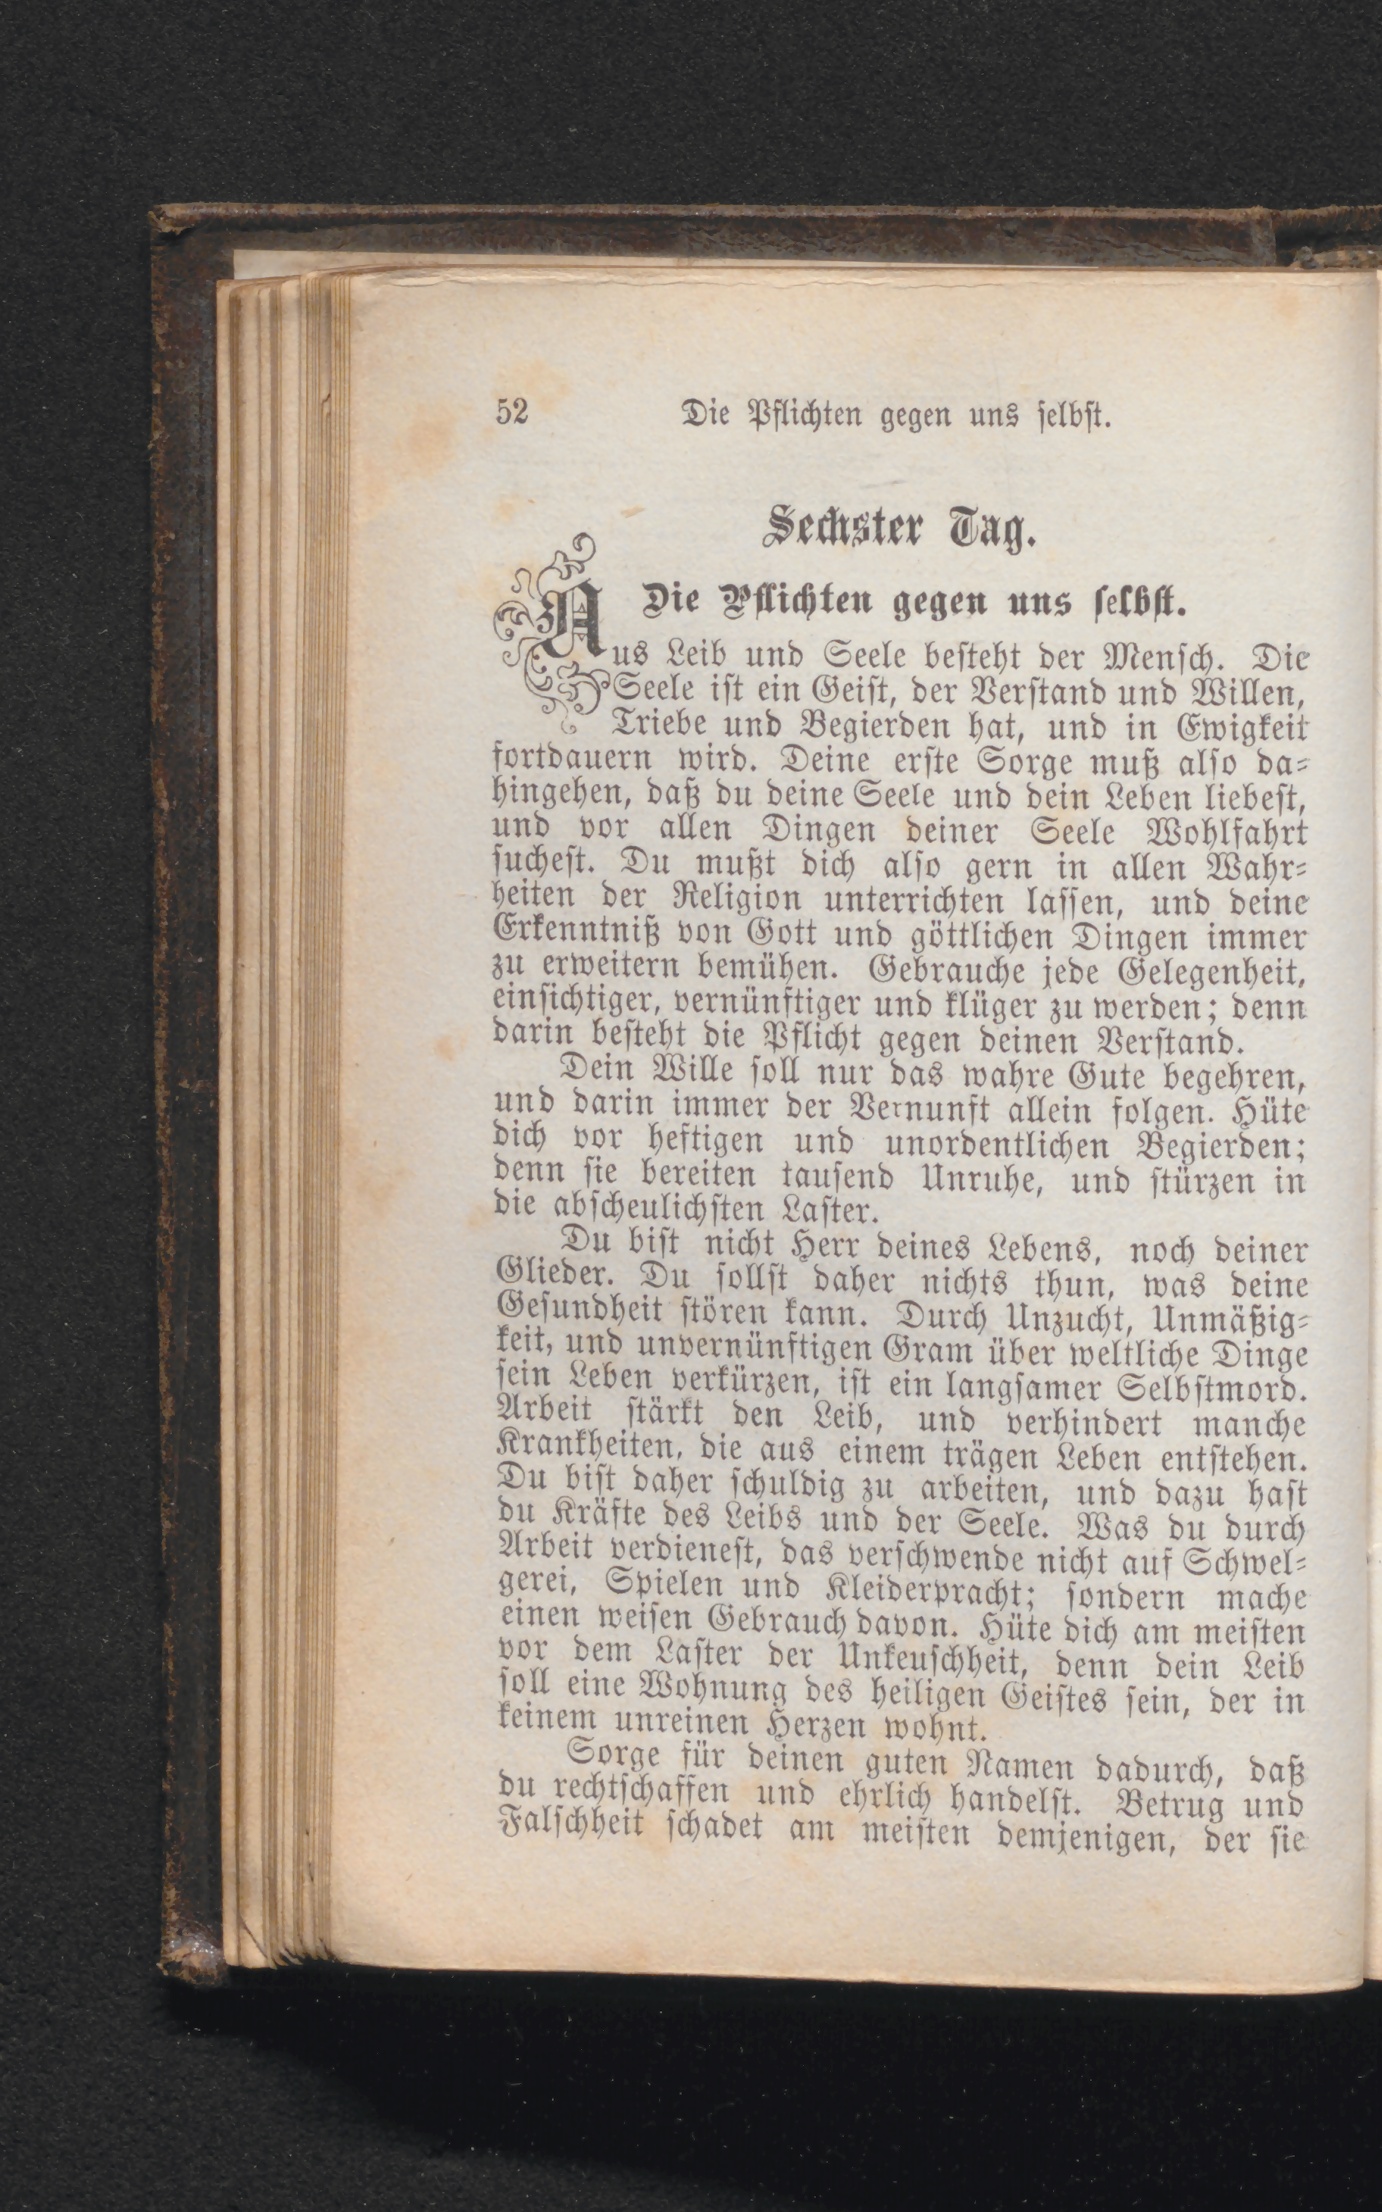 52 Die Pflichten gegen uns selbst.
Sechster Tag.
Die Pflichten gegen uns selbst.
Aus Leib und Seele besteht der Mensch. Die
Seele ist ein Geist, der Verstand und Willen,
Triebe und Begierden hat, und in Ewigkeit
fortdauern wird. Deine erste Sorge muß also da-
hingehen, daß du deine Seele und dein Leben liebest,
und vor allen Dingen deiner Seele Wohlfahrt
suchest. Du mußt dich also gern in allen Wahr-
heiten der Religion unterrichten lassen, und deine
Erkenntniß von Gott und göttlichen Dingen immer
zu erweitern bemühen. Gebrauche jede Gelegenheit,
einsichtiger, vernünftiger und klüger zu werden; denn
darin besteht die Pflicht gegen deinen Verstand.
Dein Wille soll nur das wahre Gute begehren,
und darin immer der Vernunft allein folgen. Hüte
dich vor heftigen und unordentlichen Begierden;
denn sie bereiten tausend Unruhe, und stürzen in
die abscheulichsten Laster.
Du bist nicht Herr deines Lebens, noch deiner
Glieder. Du sollst daher nichts thun, was deine
Gesundheit stören kann. Durch Unzucht, Unmäßig-
keit, und unvernünftigen Gram über weltliche Dinge
sein Leben verkürzen, ist ein langsamer Selbstmord.
Arbeit stärkt den Leib, und verhindert manche
Krankheiten, die aus einem trägen Leben entstehen.
Du bist daher schuldig zu arbeiten, und dazu hast
du Kräfte des Leibs und der Seele. Was du durch
Arbeit verdienest, das verschwende nicht auf Schwel-
gerei, Spielen und Kleiderpracht; sondern mache
einen weisen Gebrauch davon. Hüte dich am meisten
vor dem Laster der Unkeuschheit, denn dein Leib
soll eine Wohnung des heiligen Geistes sein, der in
keinem unreinen Herzen wohnt.
Sorge für deinen guten Namen dadurch, daß
du rechtschaffen und ehrlich handelst. Betrug und
Falschheit schadet am meisten demjenigen, der sie